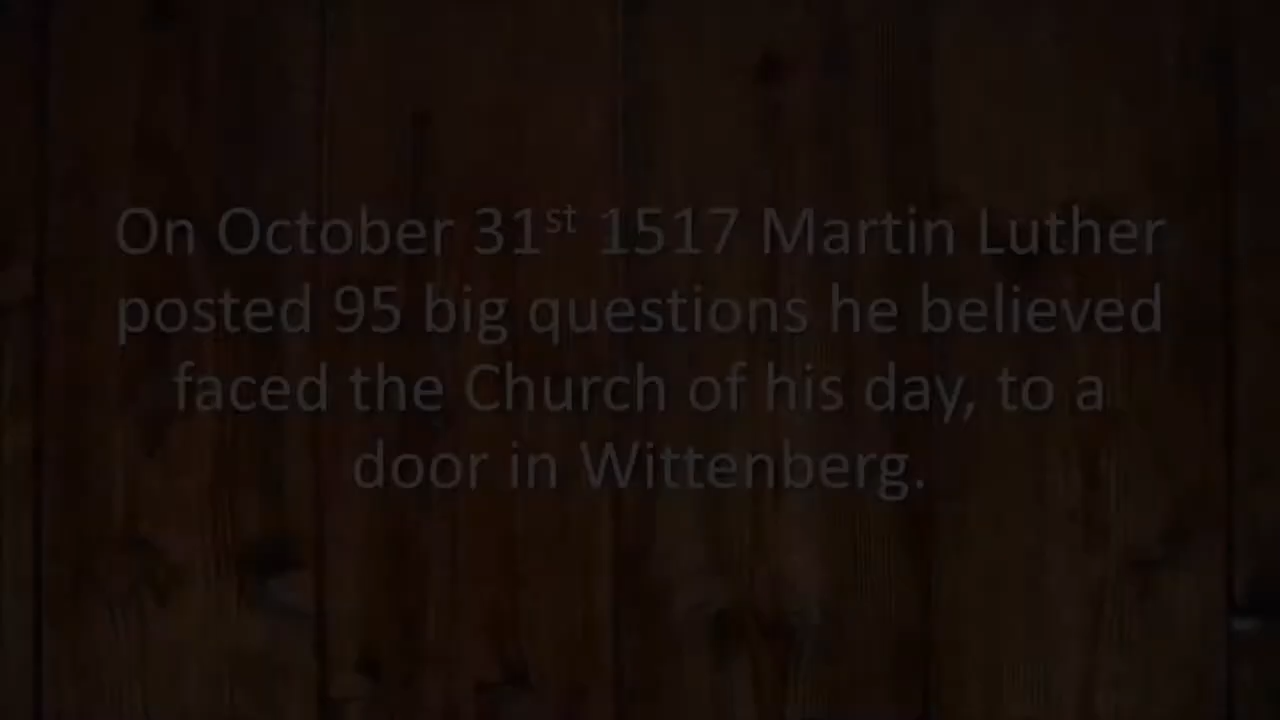 On October 31st 1517 Martin Luther
posted 95 big questions he believed
faced the Church of his day, to a
door in Wittenberg.